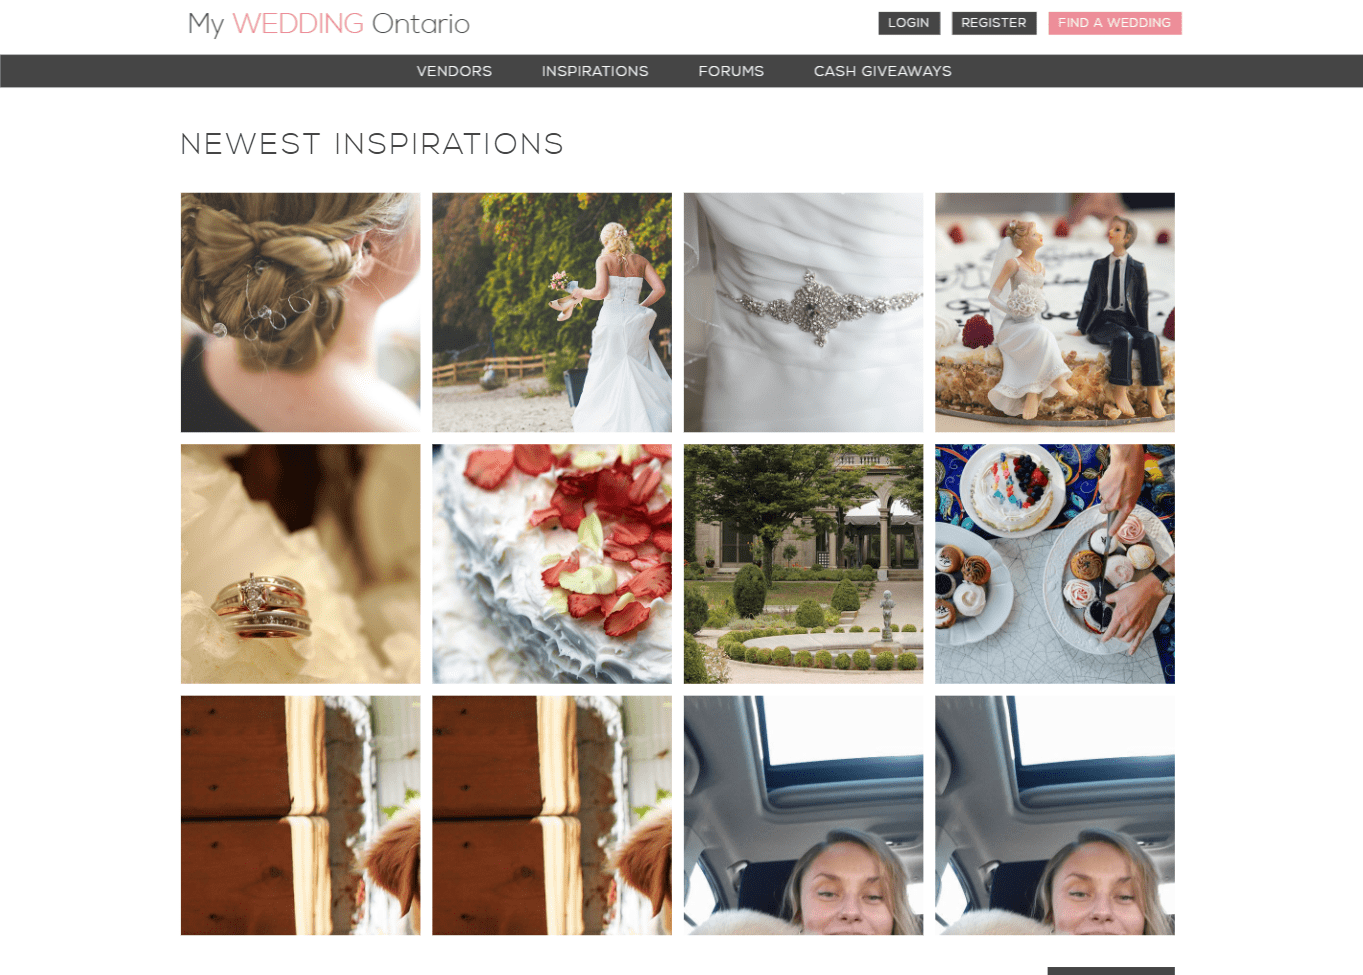 My WEDDING Ontario
LOGIN
REGISTER
FIND A WEDDING
VENDORS
INSPIRATIONS
FORUMS
CASH GIVEAWAYS
NEWEST INSPIRATIONS